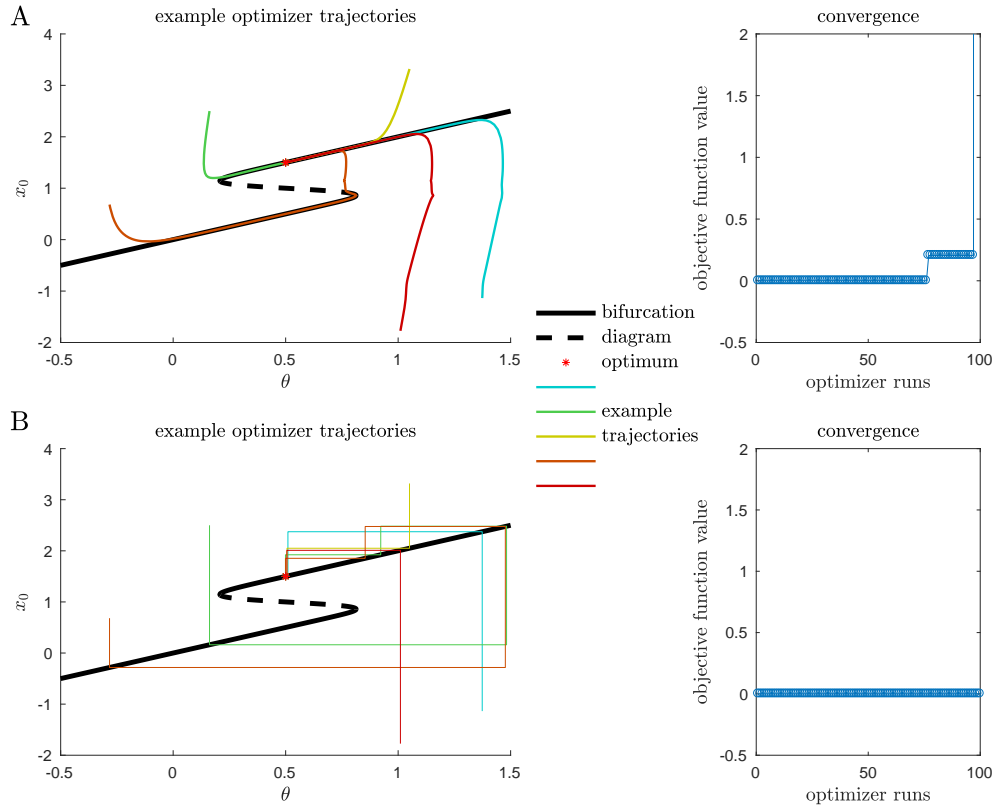 A
example optimizer trajectories
4
3
2
1
0
-1
-2
x0
-0.5 0 0.5 1 1.5
θ
convergence
2
1.5
1
0.5
0
-0.5
objective function value
0 50 100
optimizer runs
bifurcation
diagram
optimum
example
trajectories
B
example optimizer trajectories
4
3
2
1
0
-1
-2
x0
-0.5 0 0.5 1 1.5
θ
convergence
2
1.5
1
0.5
0
-0.5
objective function value
0 50 100
optimizer runs